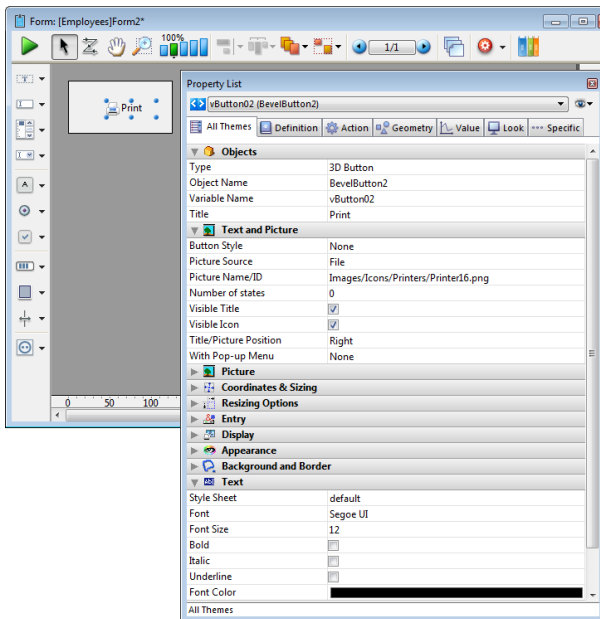 Form: [Employees]Form2*
100%
1/1
Print
0 50 100
Property List
vButton02 (BevelButton2)
All Themes Definition Action Geometry Value Look Specific
Objects
Type 3D Button
Object Name BevelButton2
Variable Name vButton02
Title Print
Text and Picture
Button Style None
Picture Source File
Picture Name/ID Images/Icons/Printers/Printer16.png
Number of states 0
Visible Title
Visible Icon
Title/Picture Position Right
With Pop-up Menu None
Picture
Coordinates & Sizing
Resizing Options
Entry
Display
Appearance
Background and Border
Text
Style Sheet default
Font Segoe UI
Font Size 12
Bold
Italic
Underline
Font Color
All Themes